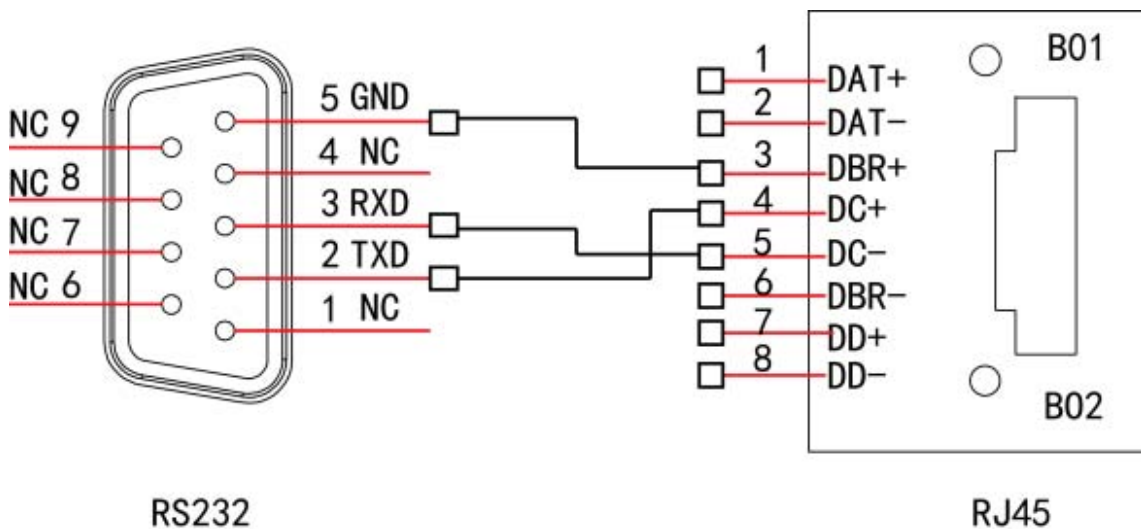 NC 9
NC 8
NC 7
NC 6
5 GND
4 NC
3 RXD
2 TXD
1 NC
1 DAT+
2 DAT-
3 DBR+
4 DC+
5 DC-
6 DBR-
7 DD+
8 DD-
B01
B02
RS232
RJ45